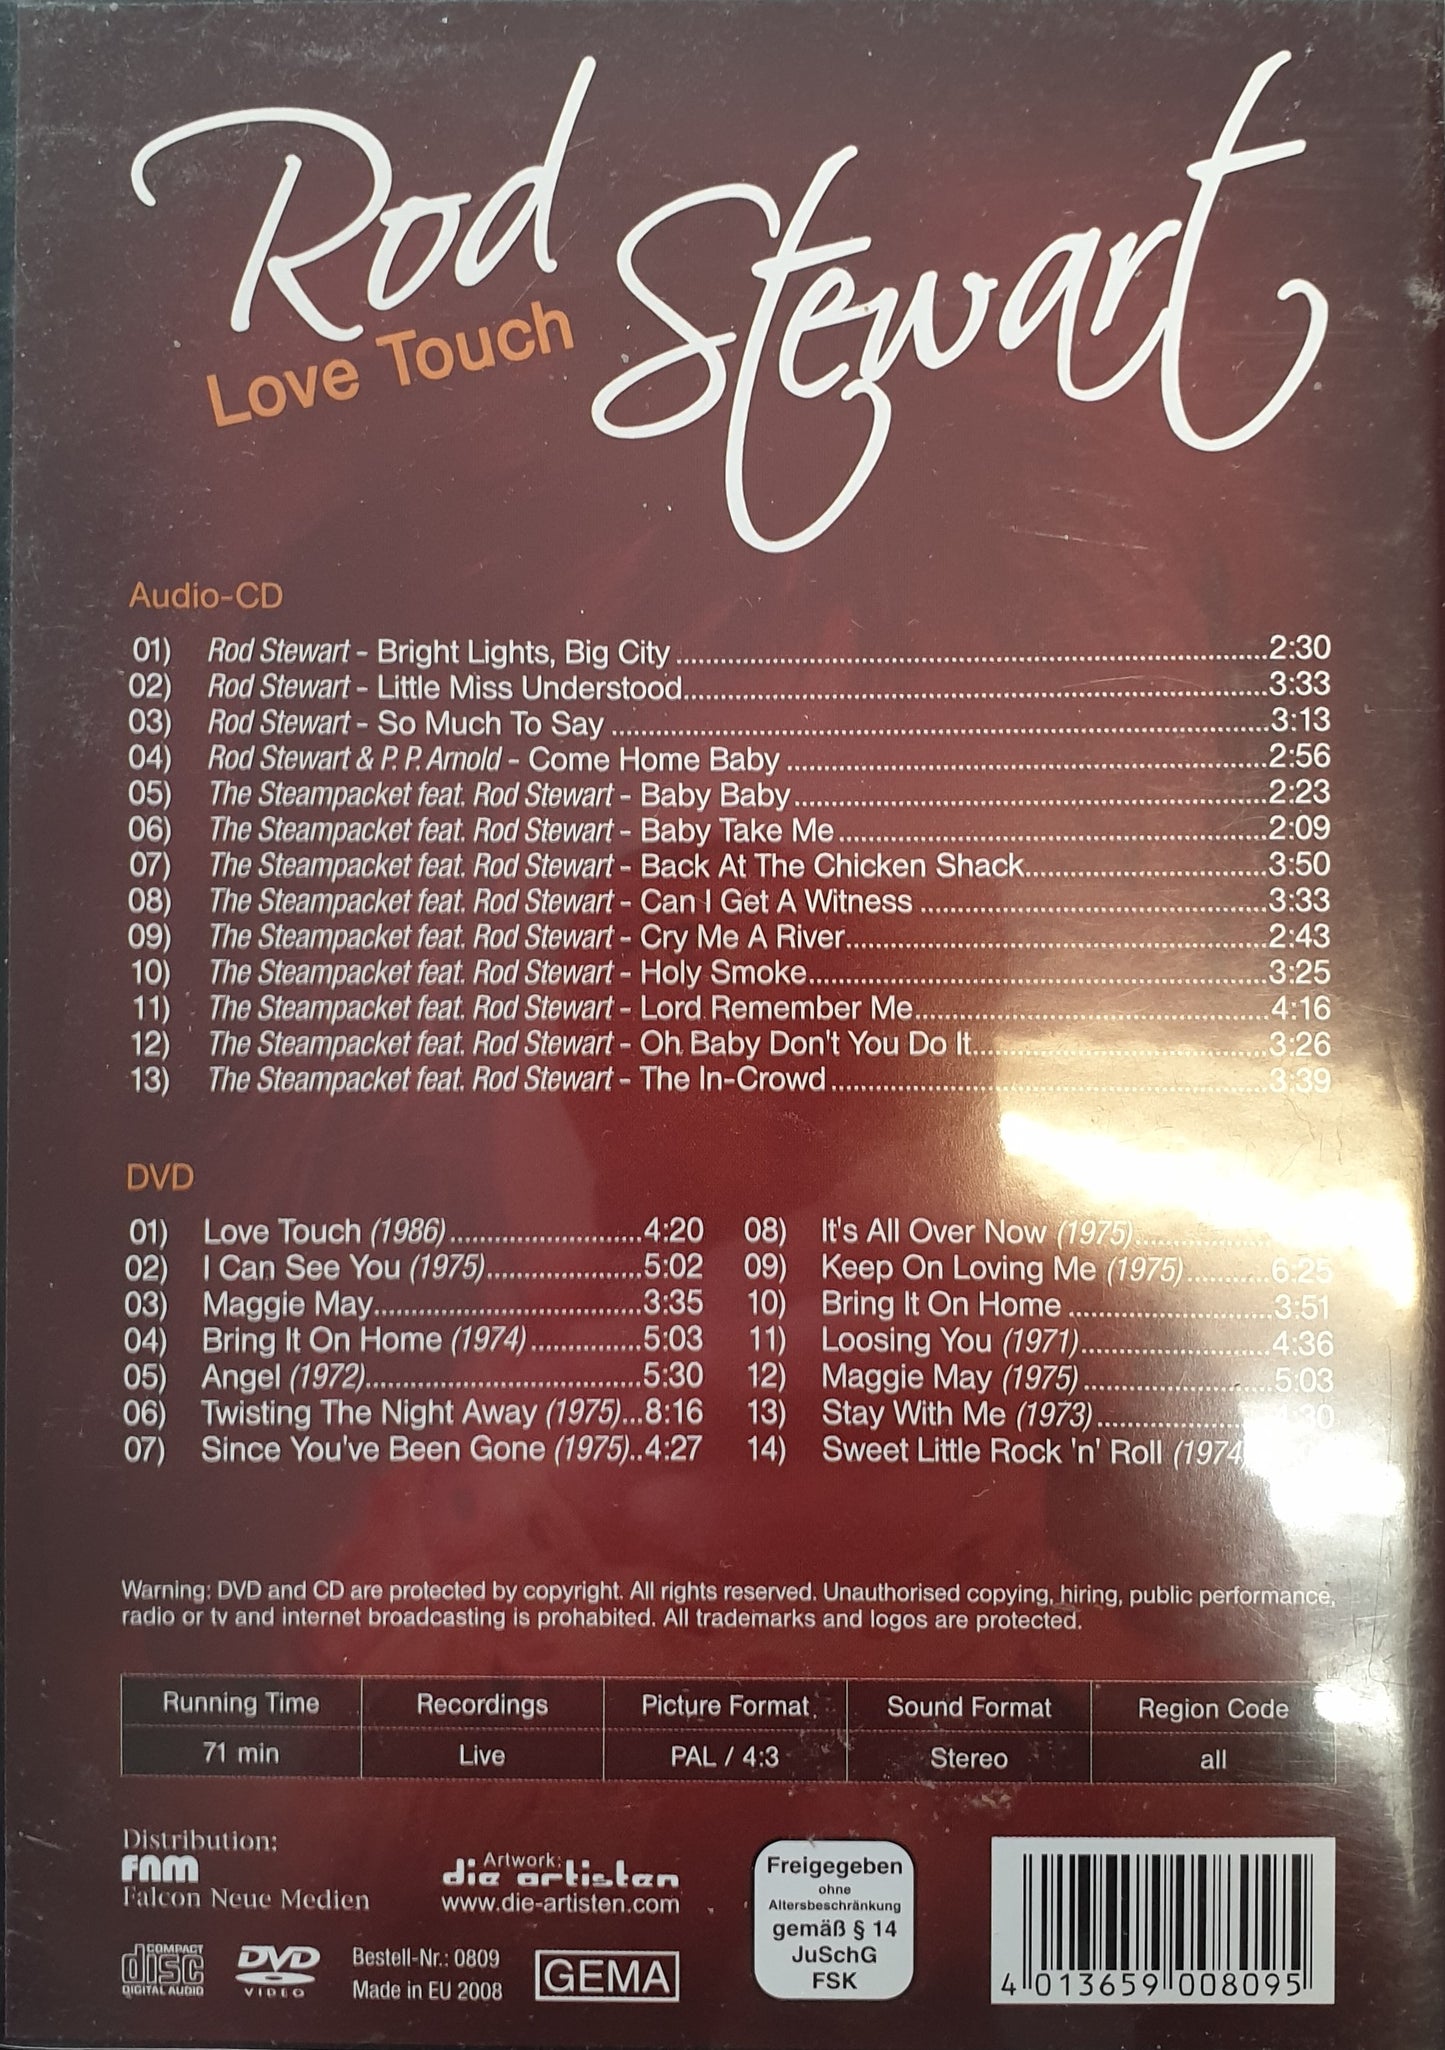 Rod Stewart
Love Touch
Audio-CD
01) Rod Stewart - Bright Lights, Big City 2:30
02) Rod Stewart - Little Miss Understood 3:33
03) Rod Stewart - So Much To Say 3:13
04) Rod Stewart & P. P. Arnold - Come Home Baby 2:56
05) The Steampacket feat. Rod Stewart - Baby Baby 2:23
06) The Steampacket feat. Rod Stewart - Baby Take Me 2:09
07) The Steampacket feat. Rod Stewart - Back At The Chicken Shack 3:50
08) The Steampacket feat. Rod Stewart - Can I Get A Witness 3:33
09) The Steampacket feat. Rod Stewart - Cry Me A River 2:43
10) The Steampacket feat. Rod Stewart - Holy Smoke 3:25
11) The Steampacket feat. Rod Stewart - Lord Remember Me 4:16
12) The Steampacket feat. Rod Stewart - Oh Baby Don't You Do It 3:26
13) The Steampacket feat. Rod Stewart - The In-Crowd 3:39
DVD
01) Love Touch (1986) 4:20
02) I Can See You (1975) 5:02
03) Maggie May 3:35
04) Bring It On Home (1974) 5:03
05) Angel (1972) 5:30
06) Twisting The Night Away (1975) 8:16
07) Since You've Been Gone (1975) 4:27
08) It's All Over Now (1975)
09) Keep On Loving Me (1975) 6:25
10) Bring It On Home 3:51
11) Loosing You (1971) 4:36
12) Maggie May (1975) 5:03
13) Stay With Me (1973)
14) Sweet Little Rock 'n' Roll (1974
Warning: DVD and CD are protected by copyright. All rights reserved. Unauthorised copying, hiring, public performance,
radio or tv and internet broadcasting is prohabited. All trademarks and logos are protected.
Running Time Recordings Picture Format Sound Format Region Code
71 min Live PAL / 4:3 Stereo all
Distribution:
FNM
Falcon Neue Medien
Artwork:
die artisten
www.die-artisten.com
COMPACT
disc
DIGITAL AUDIO
DVD
VIDEO
Bestell-Nr.: 0809
Made in EU 2008
GEMA
Freigegeben
ohne
Altersbeschränkung
gemäß § 14
JuSchG
FSK
4 013659 008095